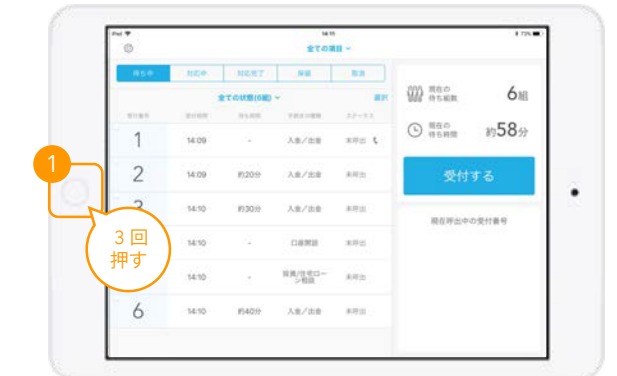 iPad
14:15
73%
全ての項目
待ち中 対応中 対応完了 保留 取消
全ての状態(6組) 選択
受付番号 受付時間 待ち時間 手続きの種類 ステータス
1 14:09 - 入金/出金 未呼出
2 14:09 約20分 入金/出金 未呼出
3 14:10 約30分 入金/出金 未呼出
14:10 - 口座開設 未呼出
14:10 - 投資/住宅ロー
ン相談 未呼出
6 14:10 約40分 入金/出金 未呼出
現在の
待ち組数 6組
現在の
待ち時間 約58分
受付する
現在呼出中の受付番号
1
3回
押す